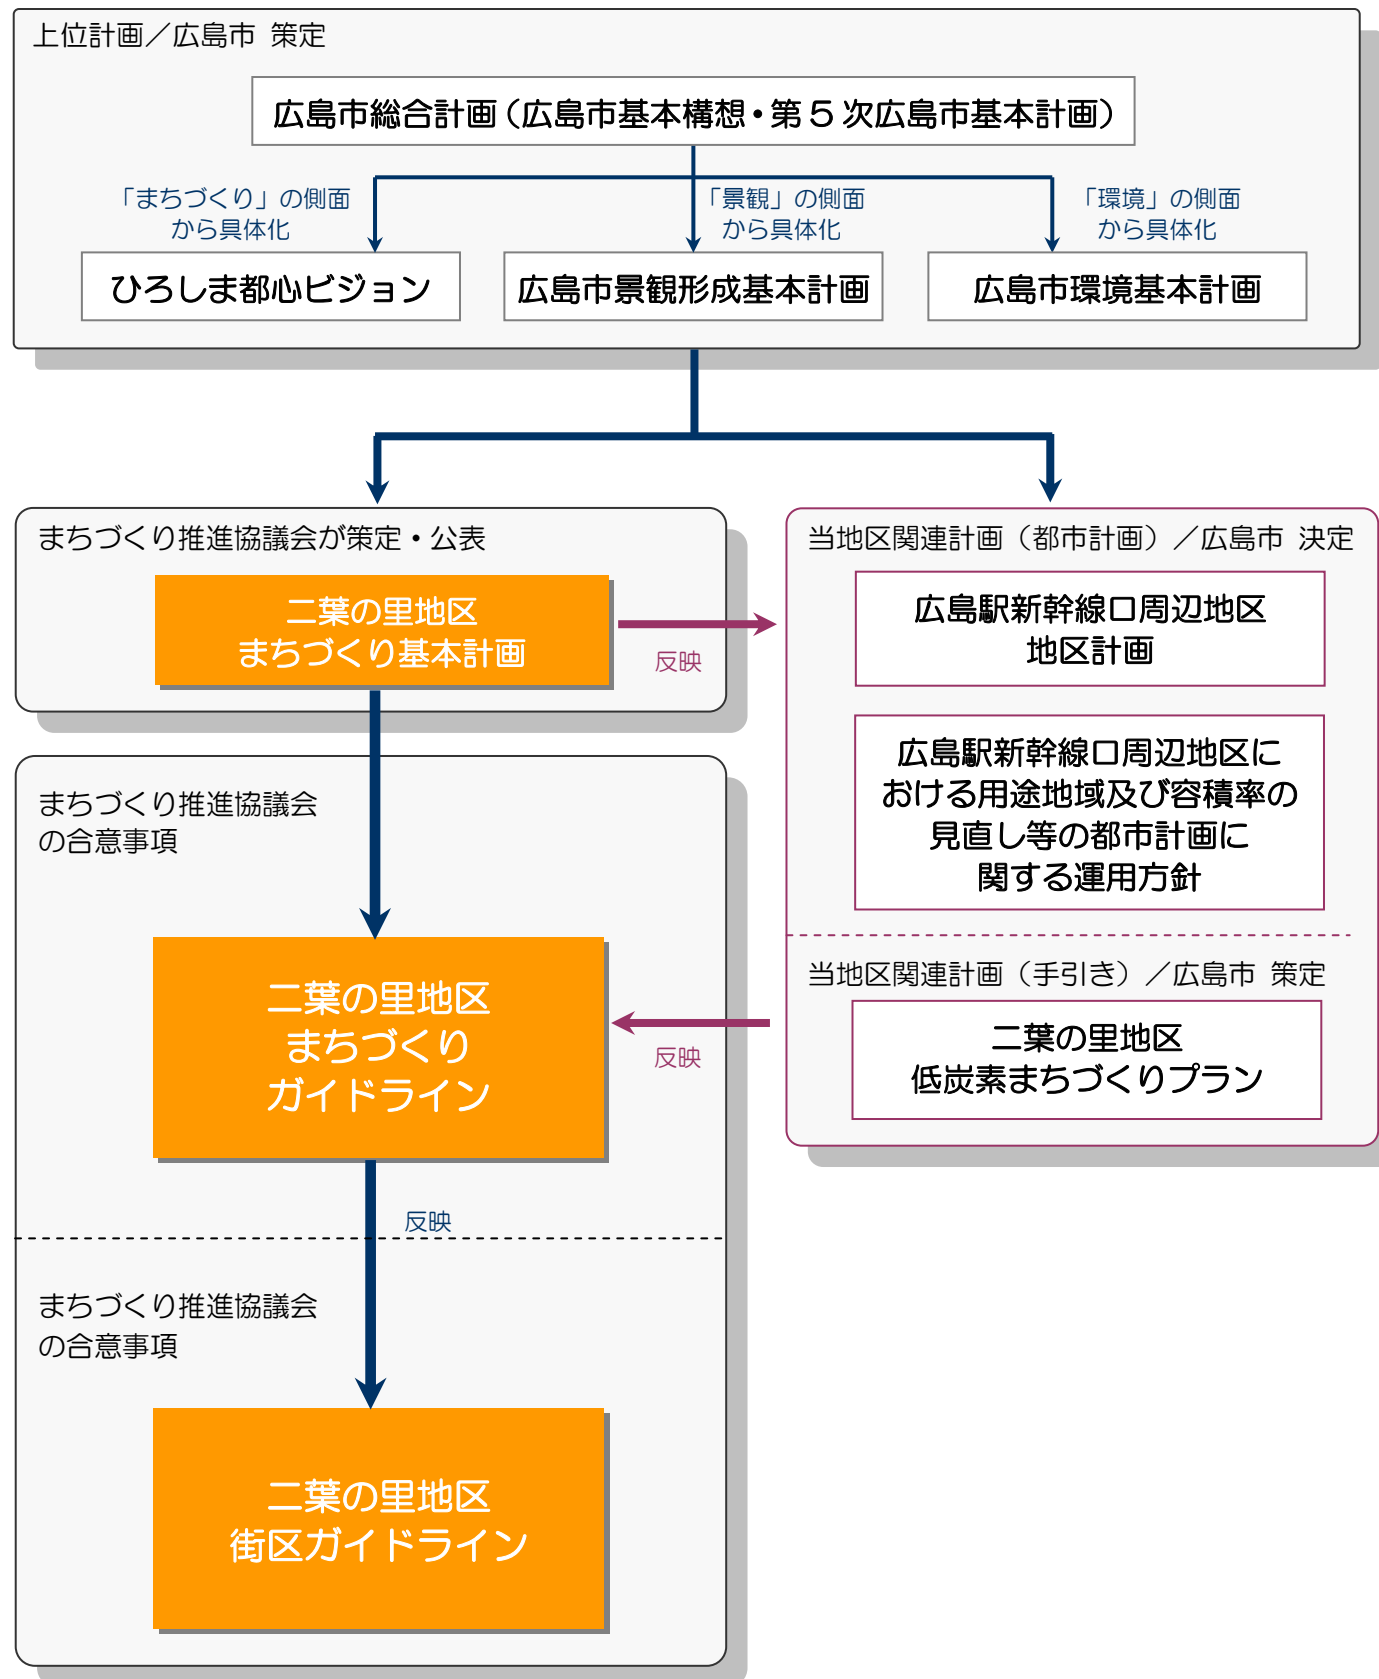 上位計画／広島市 策定
広島市総合計画（広島市基本構想・第５次広島市基本計画）
「まちづくり」の側面
から具体化
「景観」の側面
から具体化
「環境」の側面
から具体化
ひろしま都心ビジョン
広島市景観形成基本計画
広島市環境基本計画
まちづくり推進協議会が策定・公表
二葉の里地区
まちづくり基本計画
反映
当地区関連計画（都市計画）／広島市 決定
広島駅新幹線口周辺地区
地区計画
広島駅新幹線口周辺地区に
おける用途地域及び容積率の
見直し等の都市計画に
関する運用方針
当地区関連計画（手引き）／広島市 策定
二葉の里地区
低炭素まちづくりプラン
まちづくり推進協議会
の合意事項
二葉の里地区
まちづくり
ガイドライン
反映
反映
まちづくり推進協議会
の合意事項
二葉の里地区
街区ガイドライン